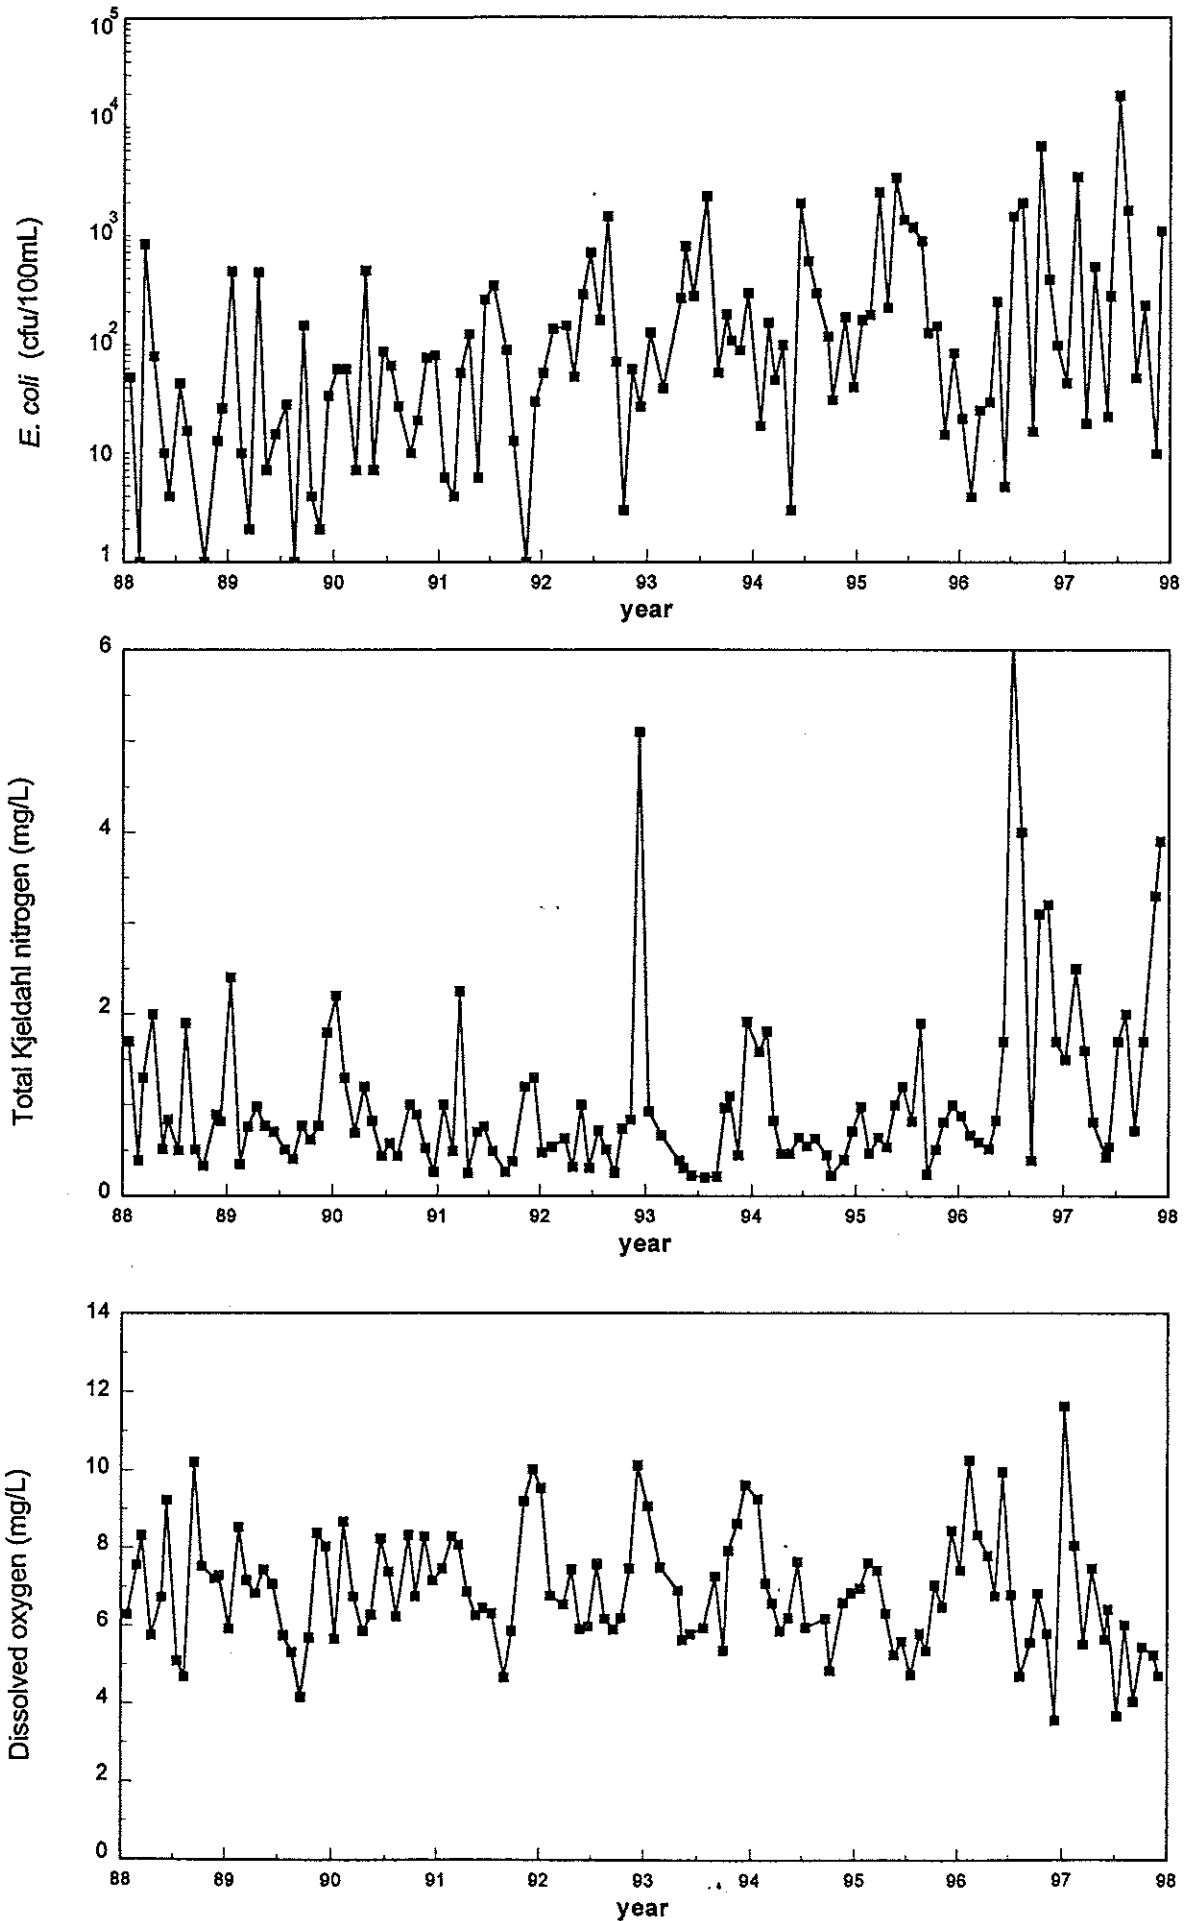 10^5
10^4
10^3
10^2
10
1
E. coli (cfu/100mL)
88 89 90 91 92 93 94 95 96 97 98
year
6
4
2
0
Total Kjeldahl nitrogen (mg/L)
88 89 90 91 92 93 94 95 96 97 98
year
14
12
10
8
6
4
2
0
Dissolved oxygen (mg/L)
88 89 90 91 92 93 94 95 96 97 98
year